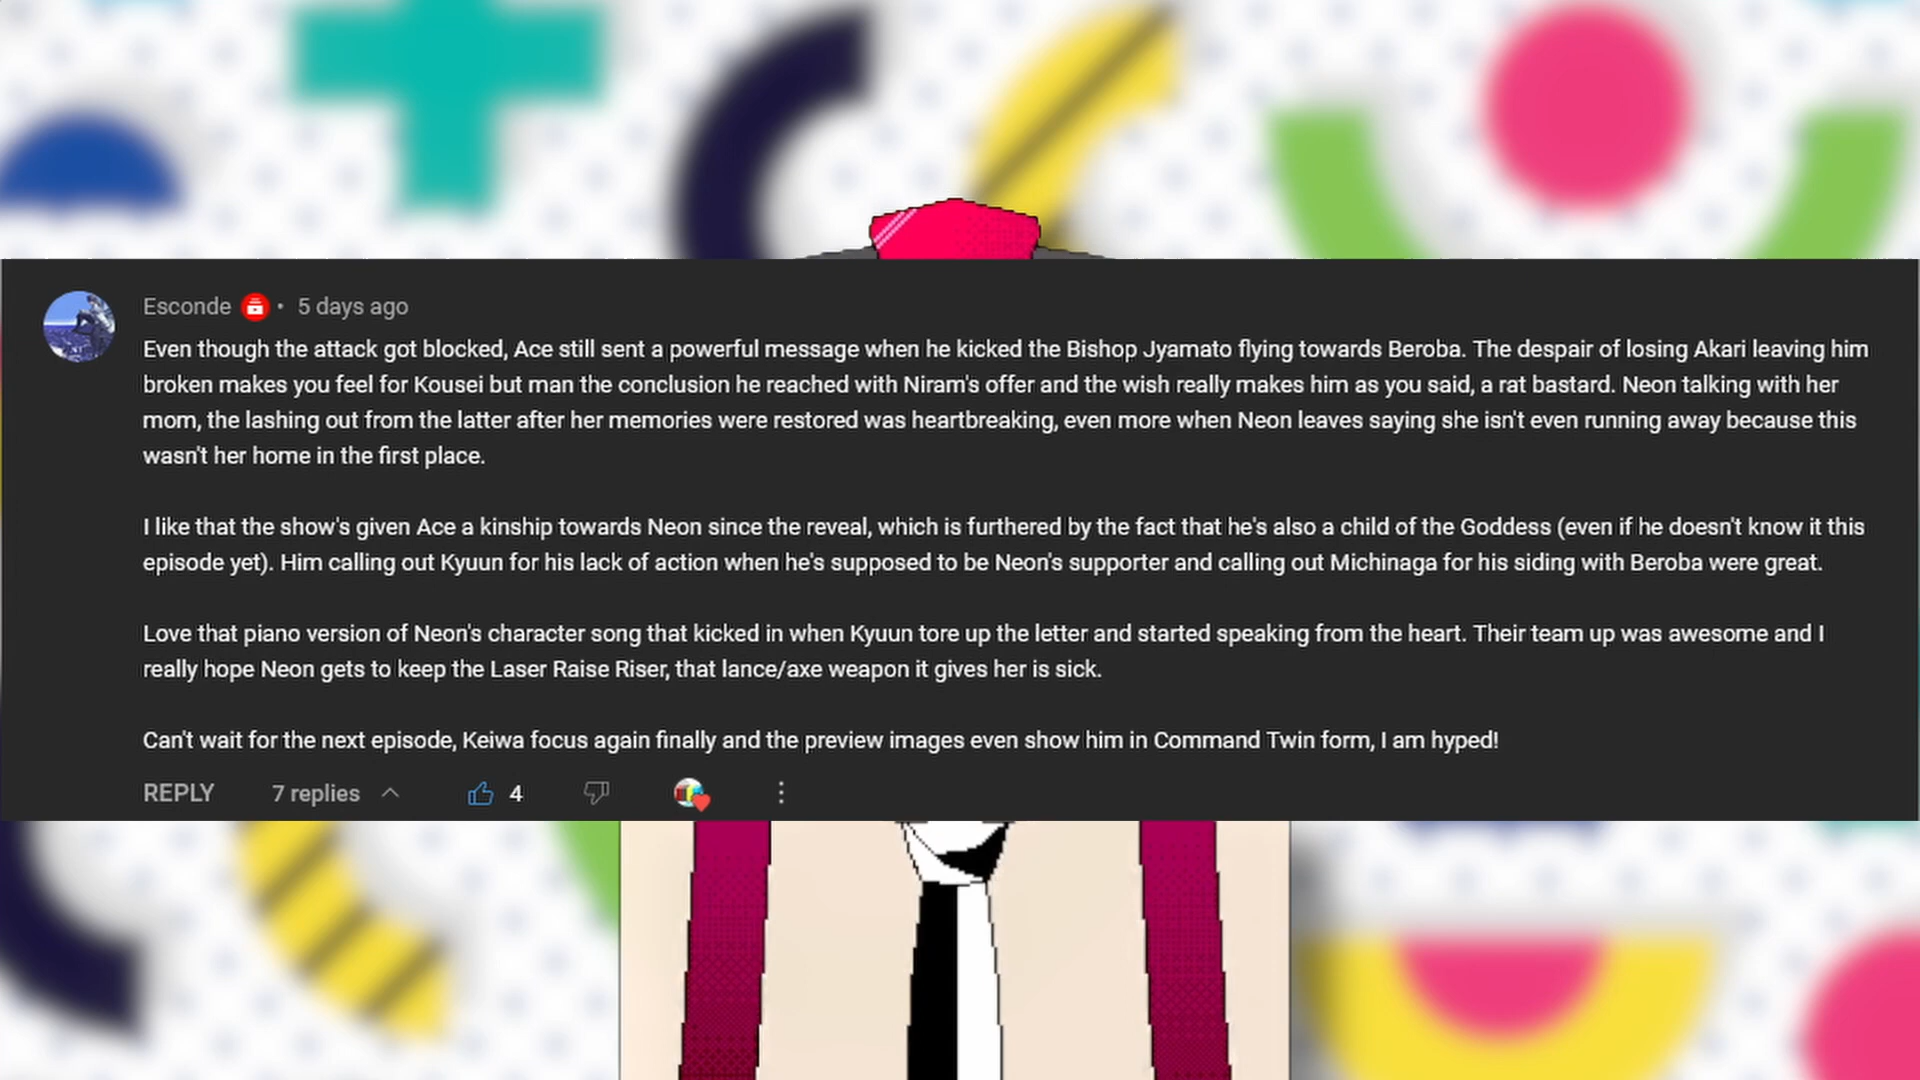 Esconde • 5 days ago
Even though the attack got blocked, Ace still sent a powerful message when he kicked the Bishop Jyamato flying towards Beroba. The despair of losing Akari leaving him
broken makes you feel for Kousei but man the conclusion he reached with Niram's offer and the wish really makes him as you said, a rat bastard. Neon talking with her
mom, the lashing out from the latter after her memories were restored was heartbreaking, even more when Neon leaves saying she isn't even running away because this
wasn't her home in the first place.
I like that the show's given Ace a kinship towards Neon since the reveal, which is furthered by the fact that he's also a child of the Goddess (even if he doesn't know it this
episode yet). Him calling out Kyuun for his lack of action when he's supposed to be Neon's supporter and calling out Michinaga for his siding with Beroba were great.
Love that piano version of Neon's character song that kicked in when Kyuun tore up the letter and started speaking from the heart. Their team up was awesome and I
really hope Neon gets to keep the Laser Raise Riser, that lance/axe weapon it gives her is sick.
Can't wait for the next episode, Keiwa focus again finally and the preview images even show him in Command Twin form, I am hyped!
REPLY 7 replies 4